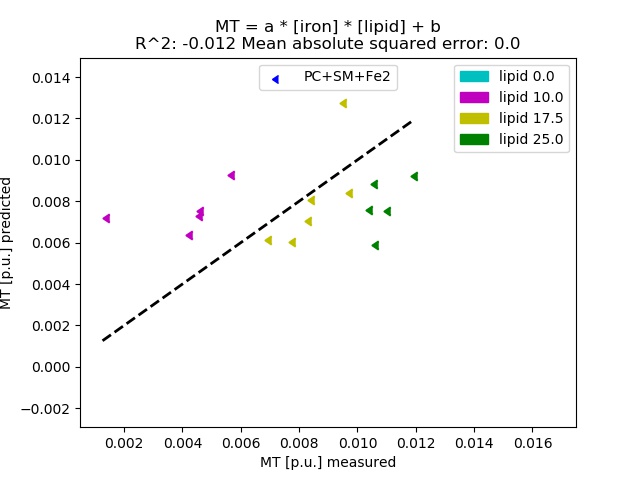 MT = a * [iron] * [lipid] + b
R^2: -0.012 Mean absolute squared error: 0.0
PC+SM+Fe2
lipid 0.0
lipid 10.0
lipid 17.5
lipid 25.0
MT [p.u.] predicted
0.014
0.012
0.010
0.008
0.006
0.004
0.002
0.000
−0.002
0.002 0.004 0.006 0.008 0.010 0.012 0.014 0.016
MT [p.u.] measured